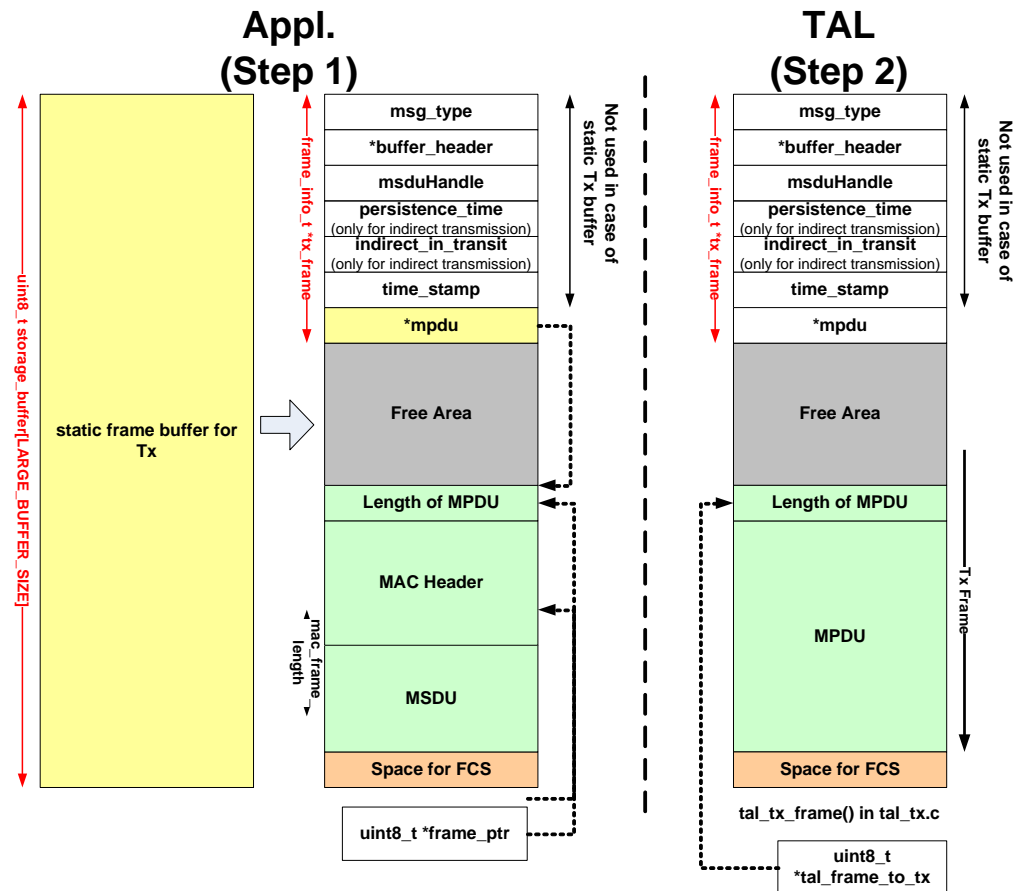 Appl.
(Step 1)
TAL
(Step 2)
uint8_t storage_buffer[LARGE_BUFFER_SIZE]
static frame buffer for
Tx
frame_info_t *tx_frame
msg_type
*buffer_header
msduHandle
persistence_time
(only for indirect transmission)
indirect_in_transit
(only for indirect transmission)
time_stamp
*mpdu
Free Area
Length of MPDU
MAC Header
MSDU
Space for FCS
Not used in case of
static Tx buffer
mac_frame_
length
uint8_t *frame_ptr
frame_info_t *tx_frame
msg_type
*buffer_header
msduHandle
persistence_time
(only for indirect transmission)
indirect_in_transit
(only for indirect transmission)
time_stamp
*mpdu
Free Area
Length of MPDU
MPDU
Space for FCS
Not used in case of
static Tx buffer
Tx Frame
tal_tx_frame() in tal_tx.c
uint8_t
*tal_frame_to_tx